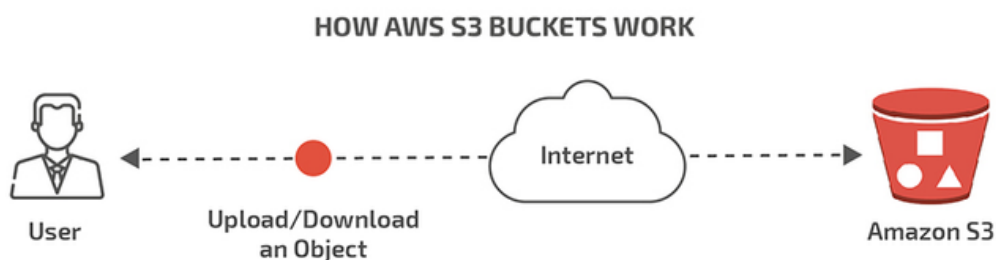 HOW AWS S3 BUCKETS WORK
Internet
User
Upload/Download
an Object
Amazon S3